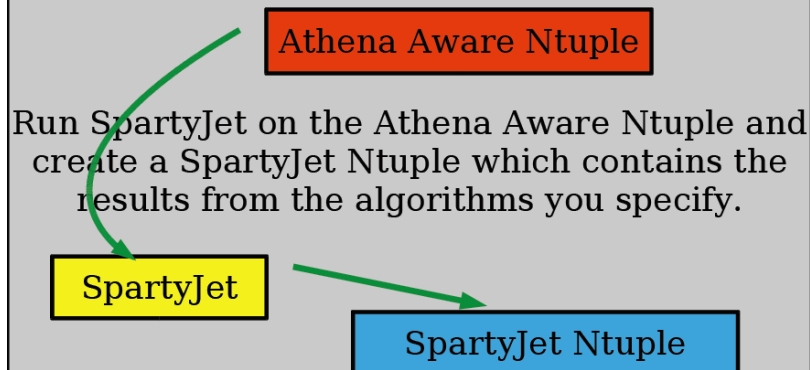 Athena Aware Ntuple
Run SpartyJet on the Athena Aware Ntuple and
create a SpartyJet Ntuple which contains the
results from the algorithms you specify.
SpartyJet
SpartyJet Ntuple